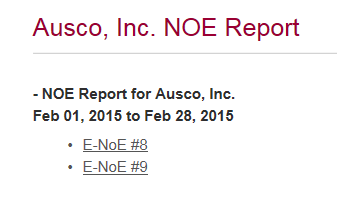 Ausco, Inc. NOE Report
- NOE Report for Ausco, Inc.
Feb 01, 2015 to Feb 28, 2015
• E-NoE #8
• E-NoE #9